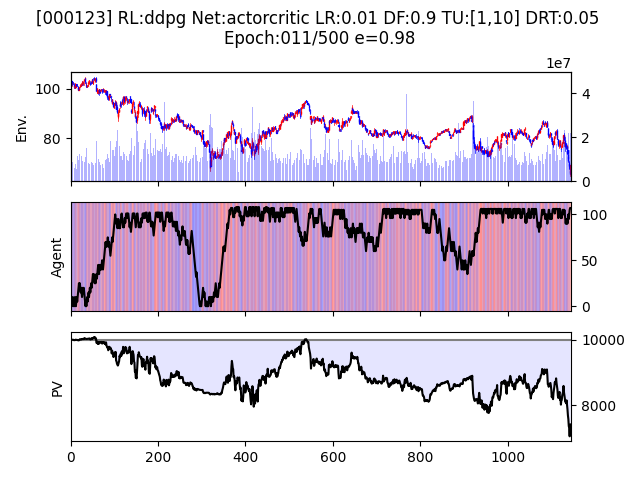 [000123] RL:ddpg Net:actorcritic LR:0.01 DF:0.9 TU:[1,10] DRT:0.05
Epoch:011/500 e=0.98
1e7
100
80
Env.
4
2
0
Agent
100
50
0
PV
10000
8000
0
200
400
600
800
1000